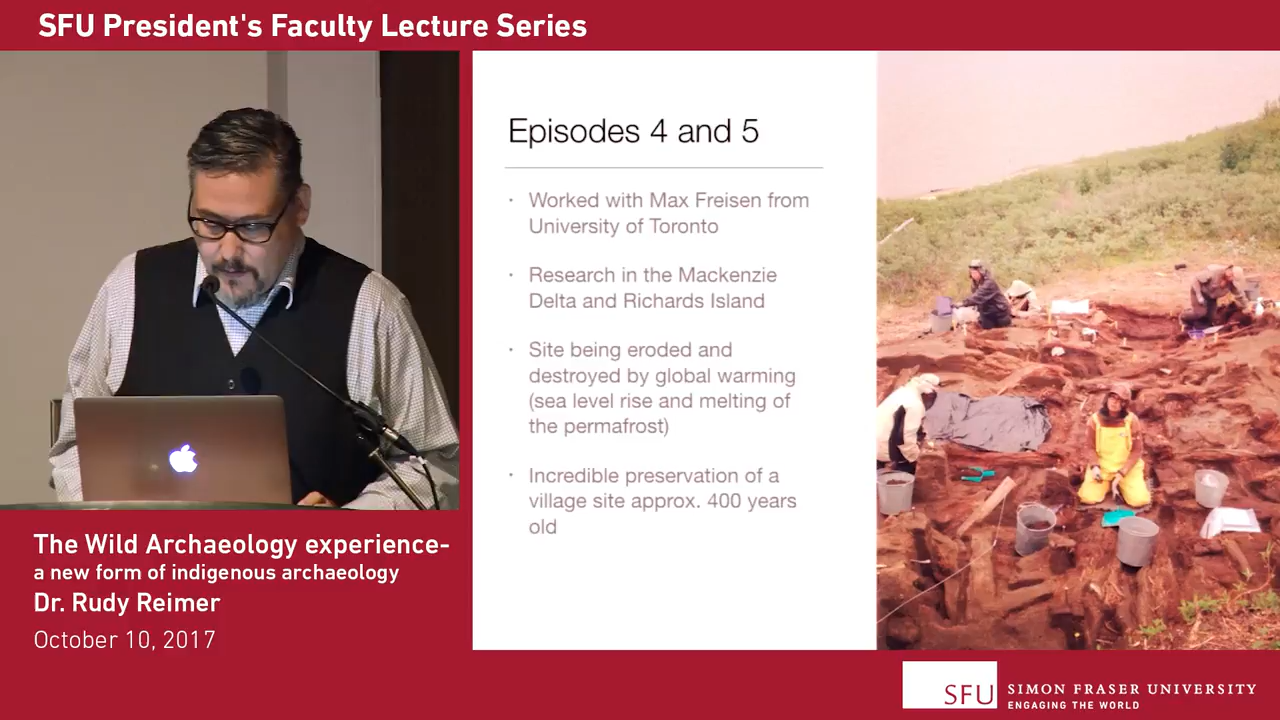 SFU President's Faculty Lecture Series
Episodes 4 and 5
· Worked with Max Freisen from
University of Toronto
· Research in the Mackenzie
Delta and Richards Island
· Site being eroded and
destroyed by global warming
(sea level rise and melting of
the permafrost)
· Incredible preservation of a
village site approx. 400 years
old
The Wild Archaeology experience-
a new form of indigenous archaeology
Dr. Rudy Reimer
October 10, 2017
SFU SIMON FRASER UNIVERSITY
ENGAGING THE WORLD